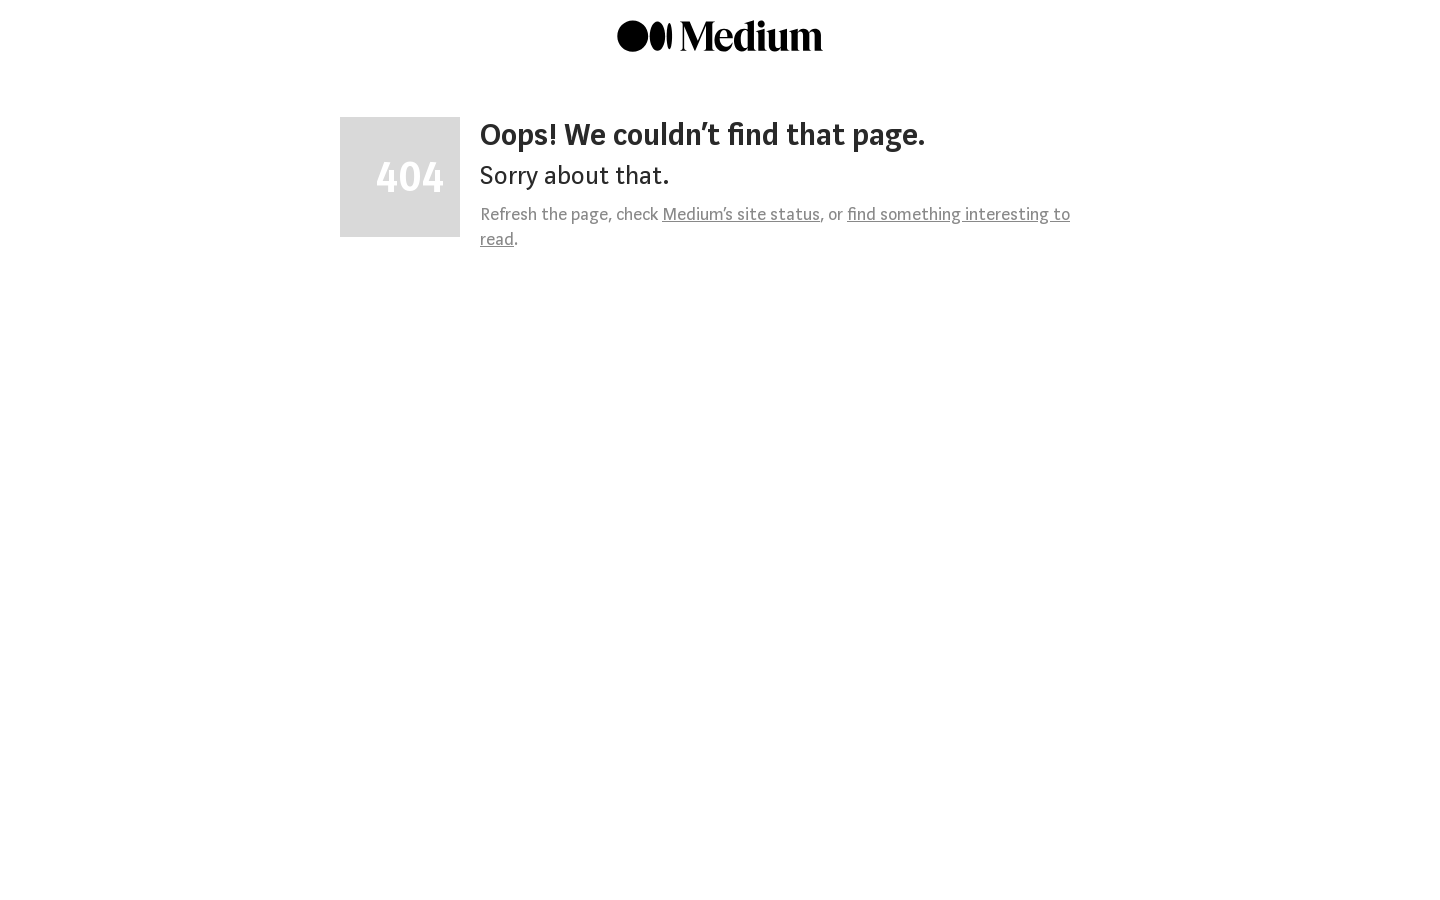 Medium
404
Oops! We couldn’t find that page.
Sorry about that.
Refresh the page, check Medium’s site status, or find something interesting to
read.